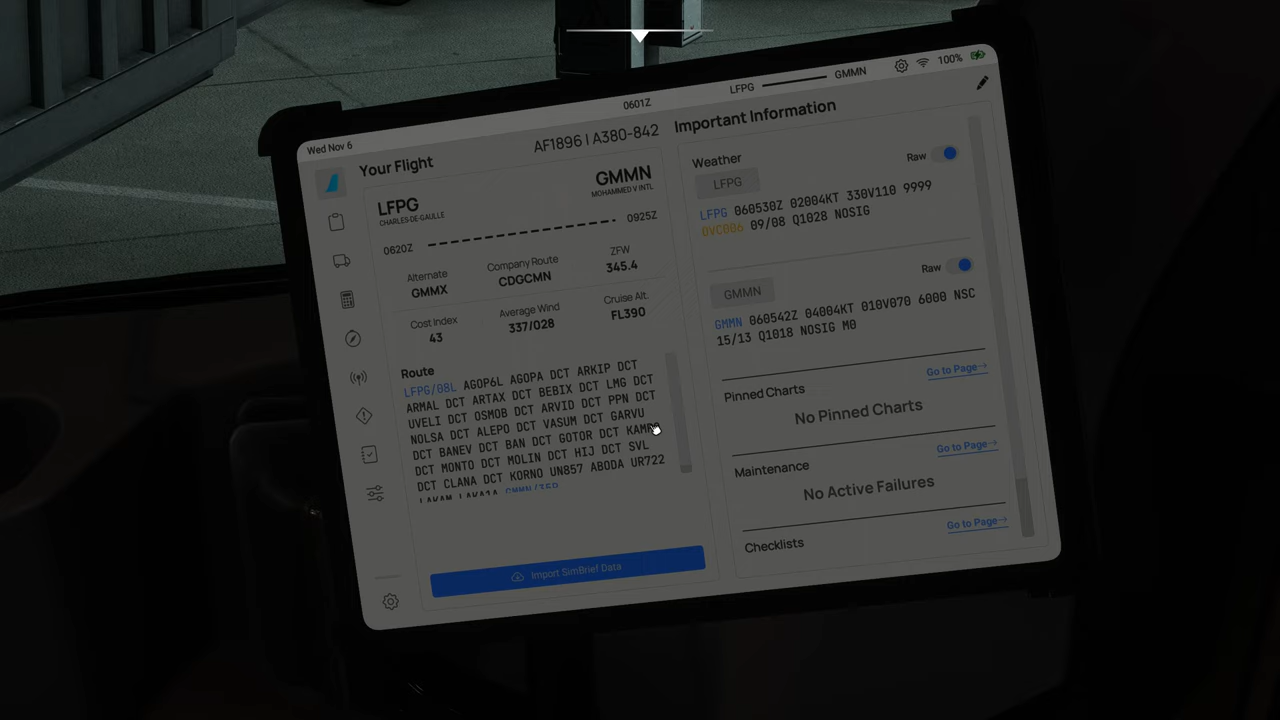 Wed Nov 6
0601Z
LFPG
GMMN
100%
Your Flight
AF1896 | A380-842
LFPG
CHARLES-DE-GAULLE
GMMN
MOHAMMED V INTL
0620Z
0925Z
Alternate
GMMX
Company Route
CDGCMN
ZFW
345.4
Cost Index
43
Average Wind
337/028
Cruise Alt.
FL390
Route
LFPG/08L AGOP6L AGOPA DCT ARKIP DCT
ARMAL DCT ARTAX DCT BEBIX DCT LMG DCT
UVELI DCT OSMOB DCT ARVID DCT PPN DCT
NOLSA DCT ALEPO DCT VASUM DCT GARVU
DCT BANEV DCT BAN DCT GOTOR DCT
DCT MONTO DCT MOLIN DCT HIJ DCT SVL
DCT CLANA DCT KORNO UN857 ABODA UR722
Import SimBrief Data
Important Information
Weather
Raw
LFPG
LFPG 060530Z 02004KT 330V110 9999
OVC006 09/08 Q1028 NOSIG
Raw
GMMN
GMMN 060542Z 04004KT 010V070 6000 NSC
15/13 Q1018 NOSIG M0
Pinned Charts
Go to Page
No Pinned Charts
Maintenance
Go to Page
No Active Failures
Checklists
Go to Page